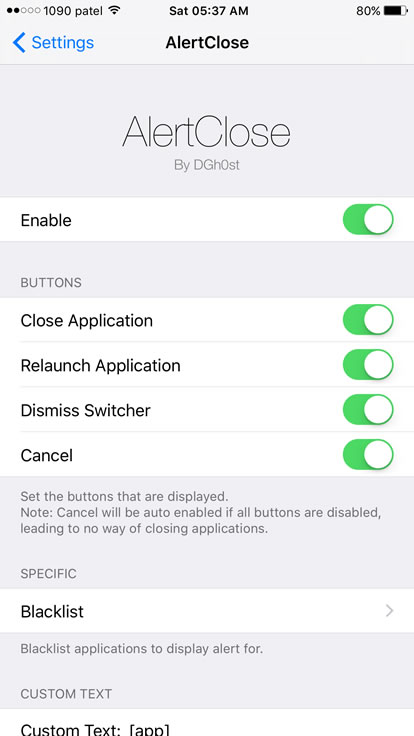 1090 patel Sat 05:37 AM 80%
Settings AlertClose
AlertClose
By DGh0st
Enable
BUTTONS
Close Application
Relaunch Application
Dismiss Switcher
Cancel
Set the buttons that are displayed.
Note: Cancel will be auto enabled if all buttons are disabled,
leading to no way of closing applications.
SPECIFIC
Blacklist
Blacklist applications to display alert for.
CUSTOM TEXT
Custom Text: [app]